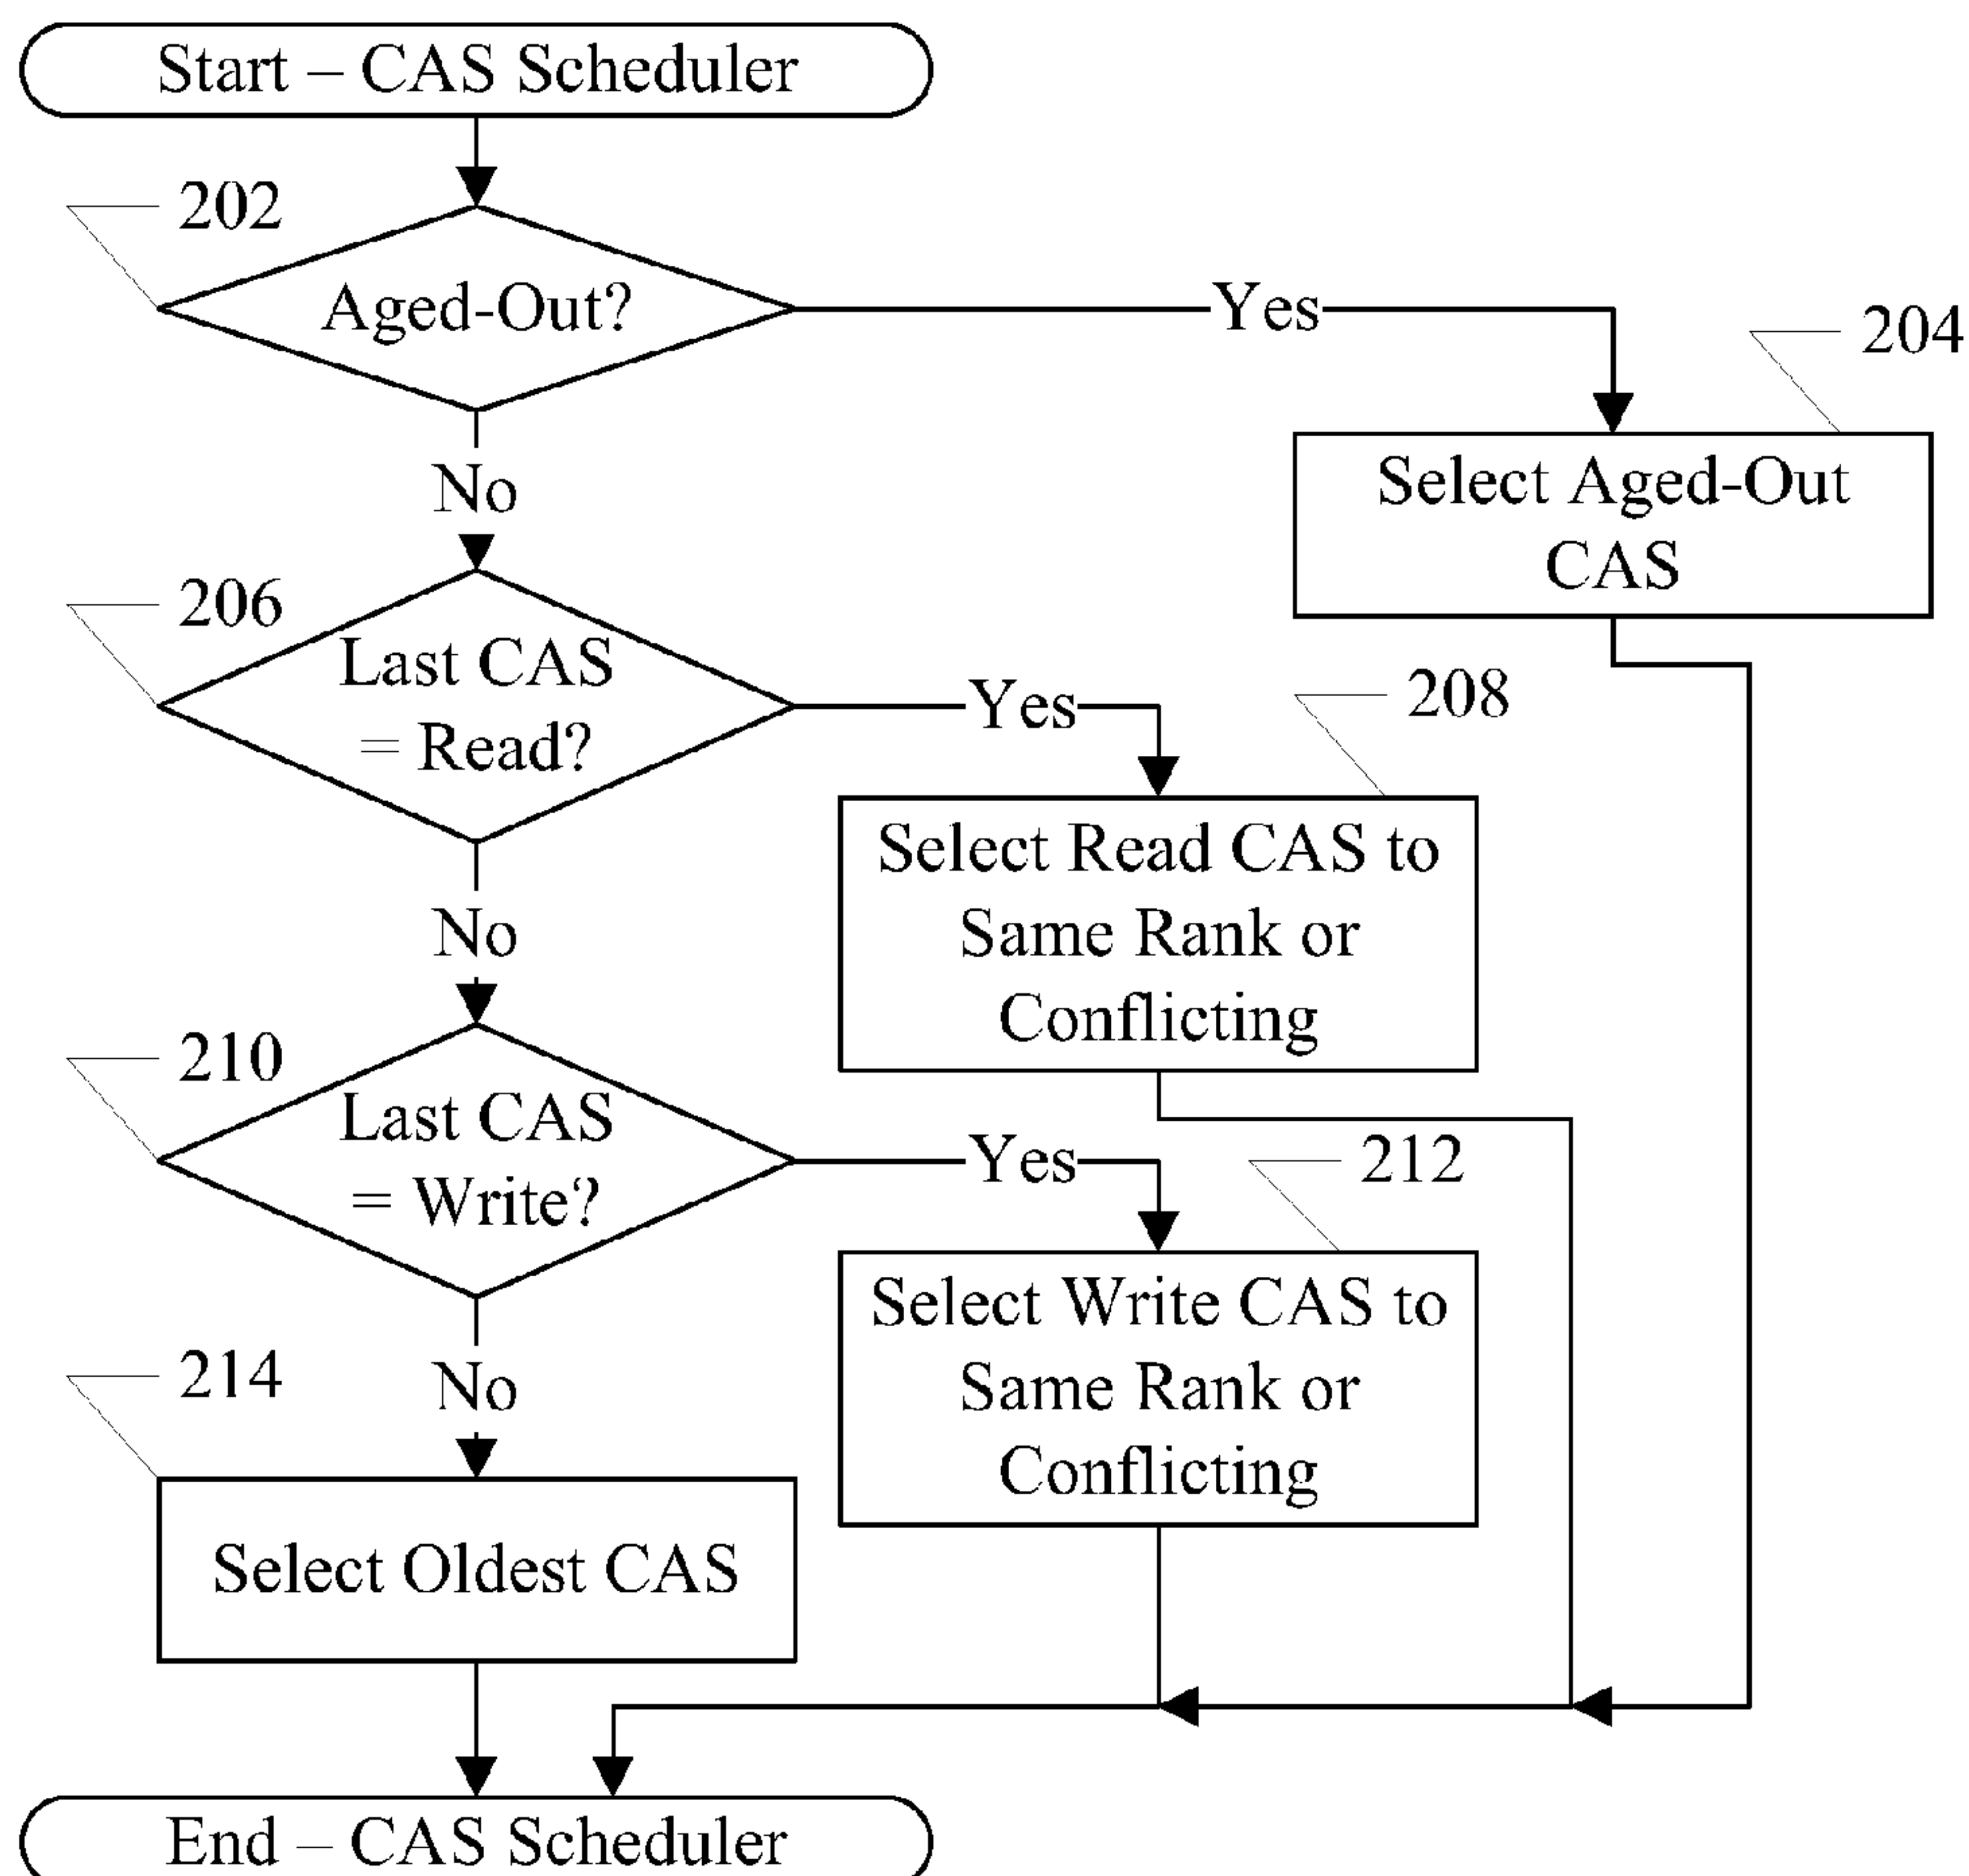 Start – CAS Scheduler
202
Aged-Out?
Yes
204
No
Select Aged-Out
CAS
206
Last CAS
= Read?
Yes
208
No
Select Read CAS to
Same Rank or
Conflicting
210
Last CAS
= Write?
Yes
212
No
Select Write CAS to
Same Rank or
Conflicting
214
Select Oldest CAS
End – CAS Scheduler